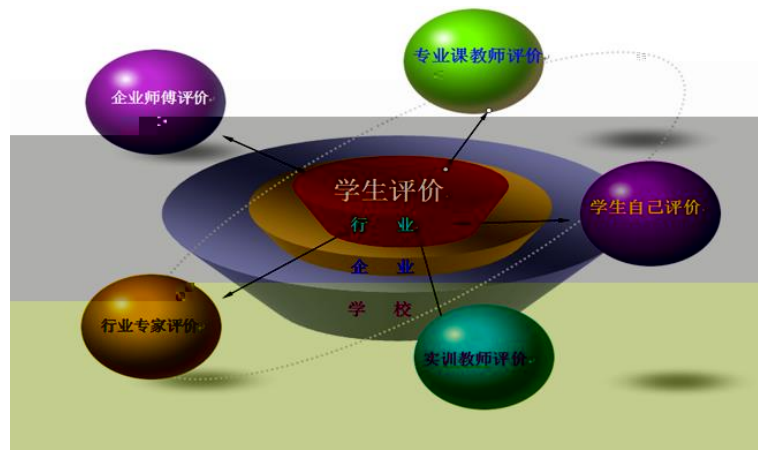 专业课教师评价
企业师傅评价
学生评价
学生自己评价
行 业
企 业
学 校
行业专家评价
实训教师评价